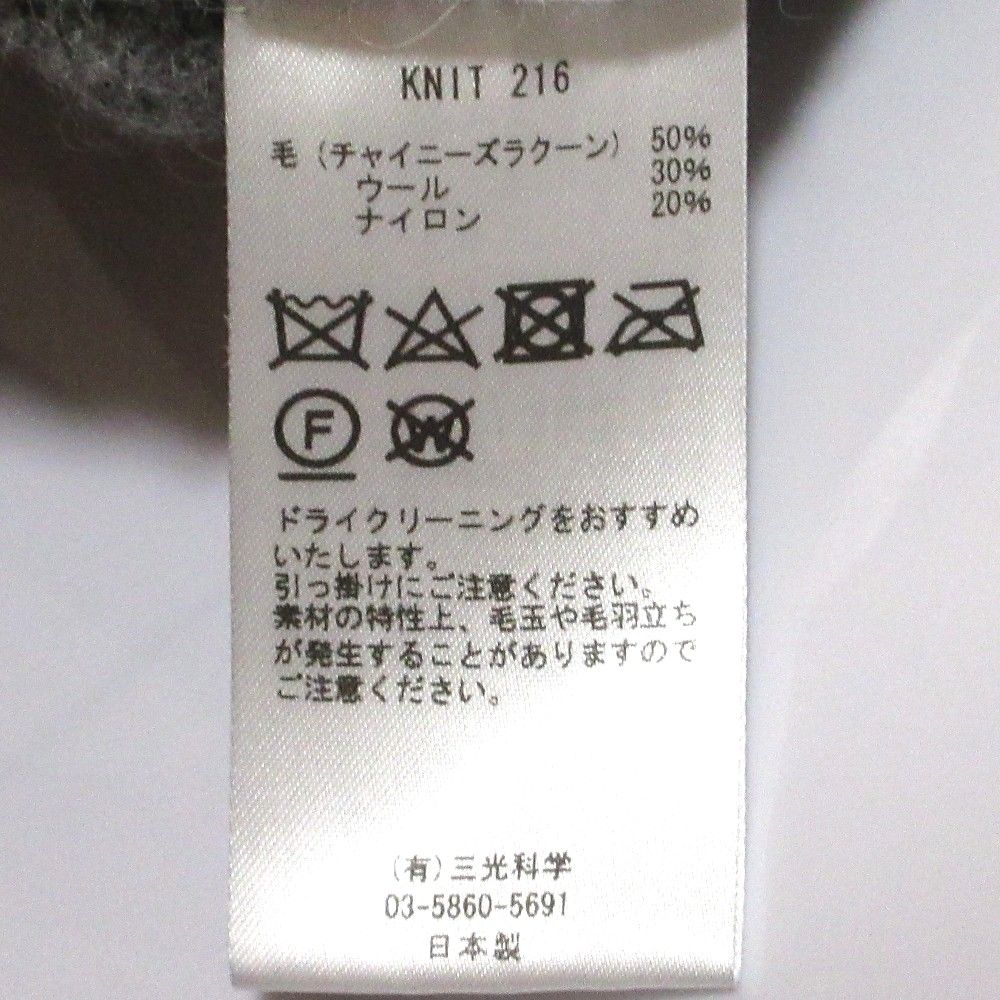 KNIT 216
毛（チャイニーズラクーン） 50%
ウール 30%
ナイロン 20%
F W
ドライクリーニングをおすすめ
いたします。
引っ掛けにご注意ください。
素材の特性上、毛玉や毛羽立ち
が発生することがありますので
ご注意ください。
(有)三光科学
03-5860-5691
日本製